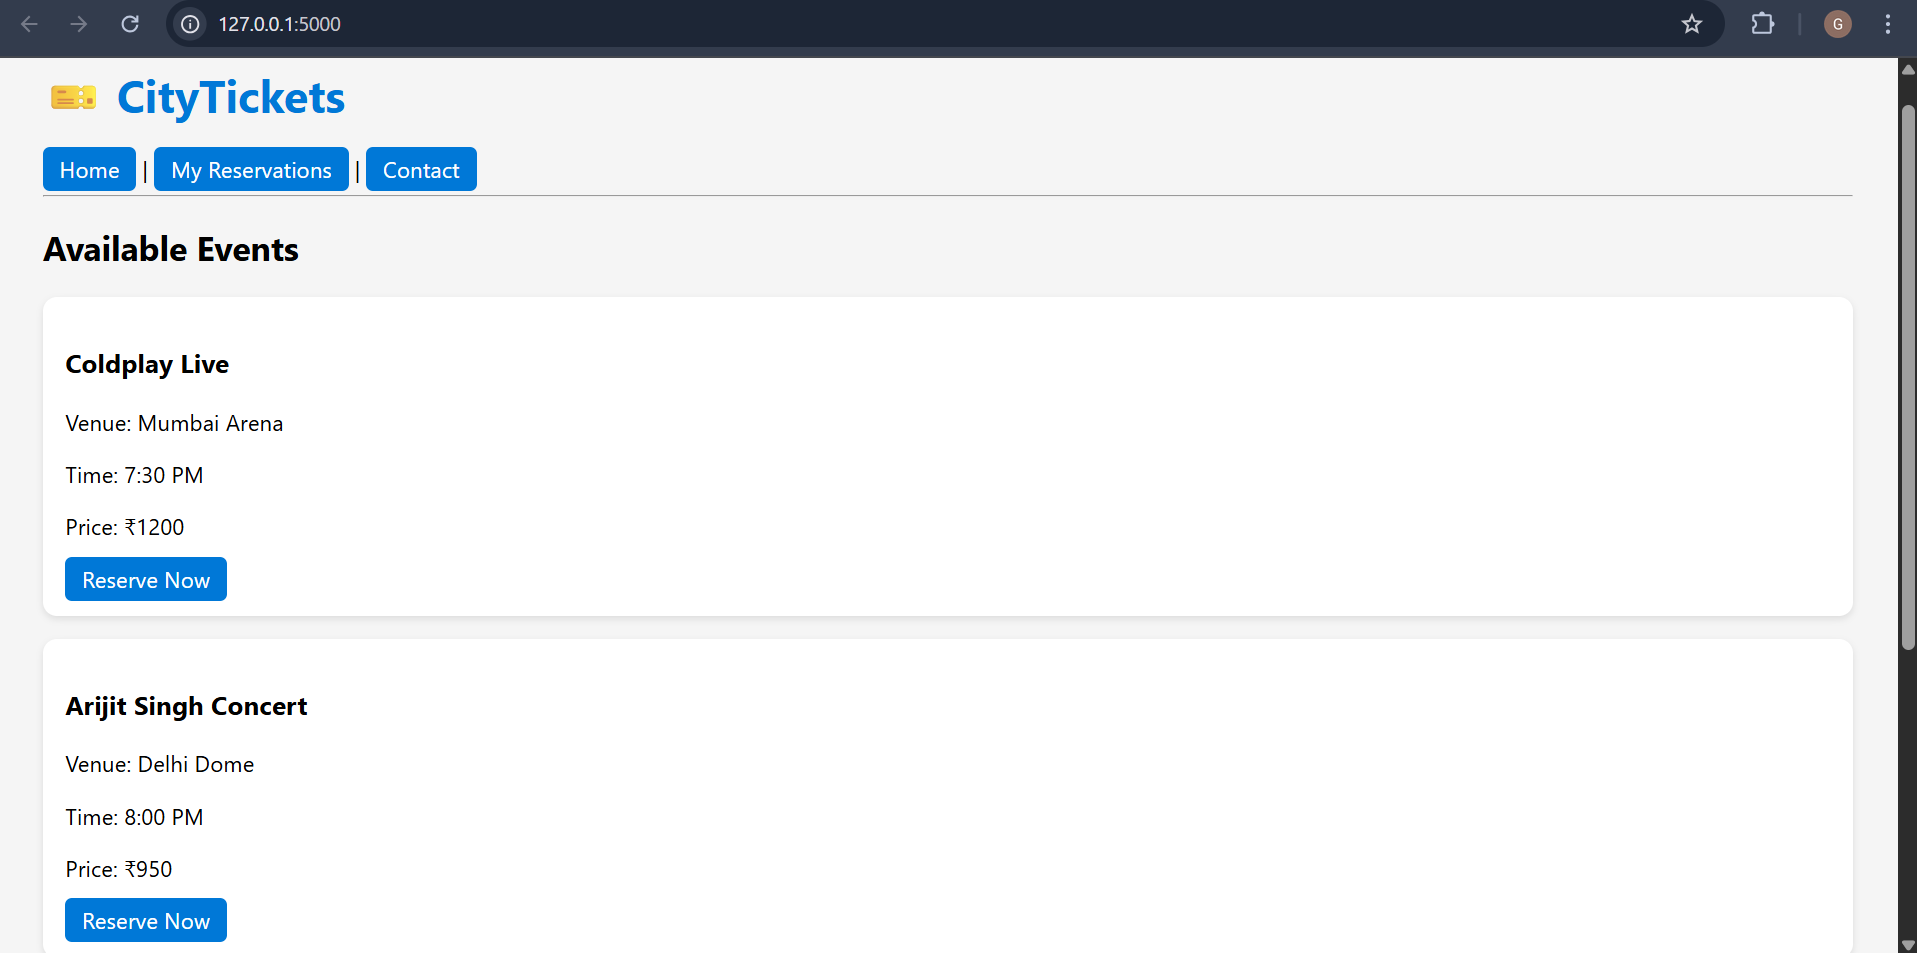 127.0.0.1:5000
G
CityTickets
Home | My Reservations | Contact
Available Events
Coldplay Live
Venue: Mumbai Arena
Time: 7:30 PM
Price: ₹1200
Reserve Now
Arijit Singh Concert
Venue: Delhi Dome
Time: 8:00 PM
Price: ₹950
Reserve Now